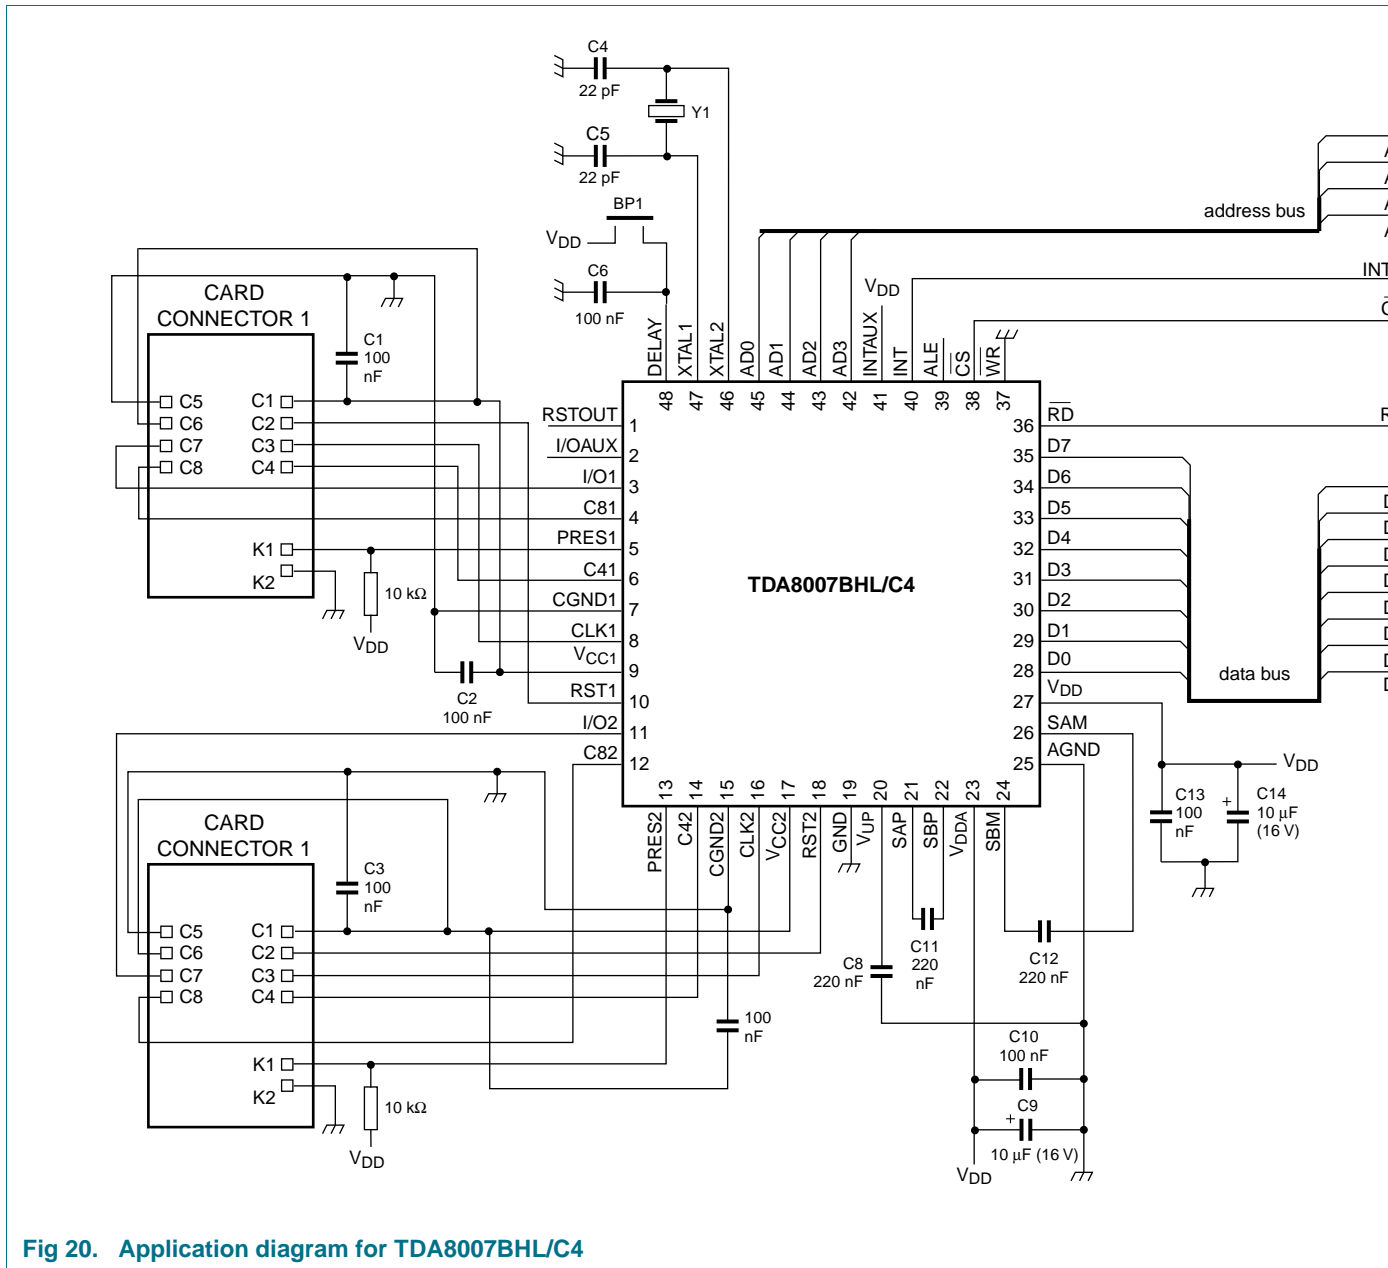 C4
22 pF
Y1
C5
22 pF
BP1
VDD
C6
100 nF
address bus
VDD
INT
CARD
CONNECTOR 1
C1
100
nF
C5 C1
C6 C2
C7 C3
C8 C4
K1
K2
10 kΩ
VDD
C2
100 nF
DELAY
XTAL1
XTAL2
AD0
AD1
AD2
AD3
INTAUX
INT
ALE
CS
WR
48 47 46 45 44 43 42 41 40 39 38 37
RSTOUT 1
I/OAUX 2
I/O1 3
C81 4
PRES1 5
C41 6
CGND1 7
CLK1 8
VCC1 9
RST1 10
I/O2 11
C82 12
TDA8007BHL/C4
36 RD
35 D7
34 D6
33 D5
32 D4
31 D3
30 D2
29 D1
28 D0
27 VDD
26 SAM
25 AGND
data bus
VDD
C13
100
nF
+
C14
10 µF
(16 V)
13 14 15 16 17 18 19 20 21 22 23 24
PRES2
C42
CGND2
CLK2
VCC2
RST2
GND
VUP
SAP
SBP
VDDA
SBM
CARD
CONNECTOR 1
C3
100
nF
C5 C1
C6 C2
C7 C3
C8 C4
K1
K2
10 kΩ
VDD
100
nF
C8
220 nF
C11
220
nF
C12
220 nF
C10
100 nF
C9
+
10 µF (16 V)
VDD
Fig 20. Application diagram for TDA8007BHL/C4